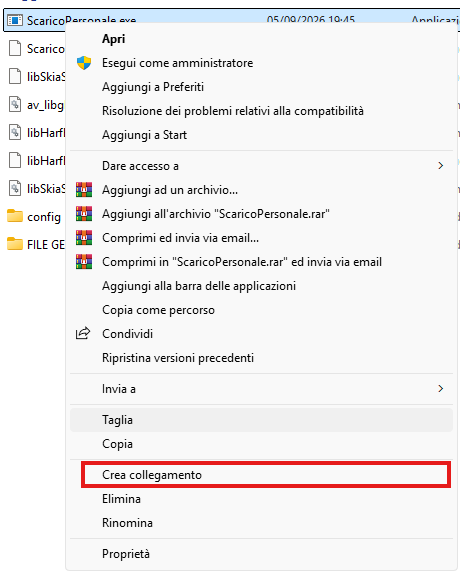 ScaricoPersonale.exe 05/09/2026 19:45 Applicazi
Apri
Scarico
Esegui come amministratore
libSkiaS
Aggiungi a Preferiti
av_libg
Risoluzione dei problemi relativi alla compatibilità
libHarfl
Aggiungi a Start
libHarfl
Dare accesso a
libSkiaS
Aggiungi ad un archivio...
config
Aggiungi all'archivio "ScaricoPersonale.rar"
FILE GE
Comprimi ed invia via email...
Comprimi in "ScaricoPersonale.rar" ed invia via email
Aggiungi alla barra delle applicazioni
Copia come percorso
Condividi
Ripristina versioni precedenti
Invia a
Taglia
Copia
Crea collegamento
Elimina
Rinomina
Proprietà